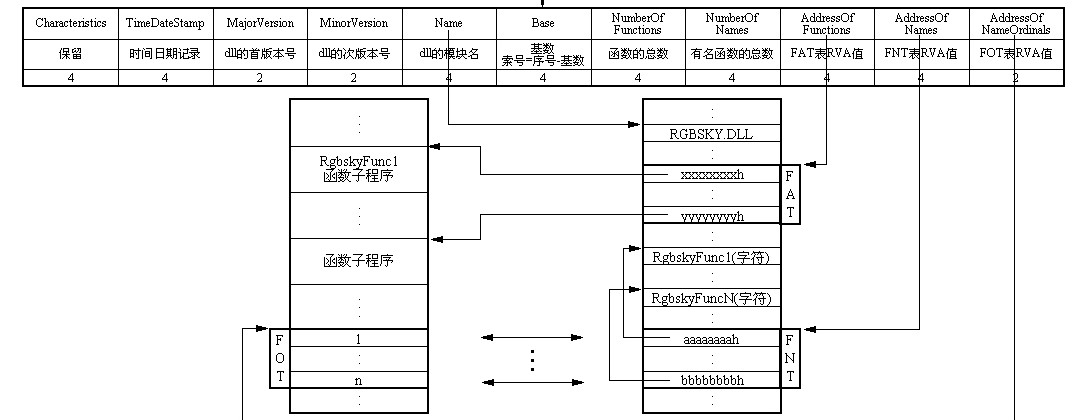 Characteristics TimeDateStamp MajorVersion MinorVersion Name Base NumberOf Functions NumberOf Names AddressOf Functions AddressOf Names AddressOf NameOrdinals
保留 时间日期记录 dll的首版本号 dll的次版本号 dll的模块名 基数 索号=序号-基数 函数的总数 有名函数的总数 FAT表RVA值 FNT表RVA值 FOT表RVA值
4 4 2 2 4 4 4 4 4 4 2
RGBSKY.DLL
RgbskyFunc1
函数子程序
xxxxxxxxh
FAT
yyyyyyyyh
函数子程序
RgbskyFunc1(字符)
RgbskyFuncN(字符)
FOT
1
aaaaaaaah
FNT
n
bbbbbbbbh